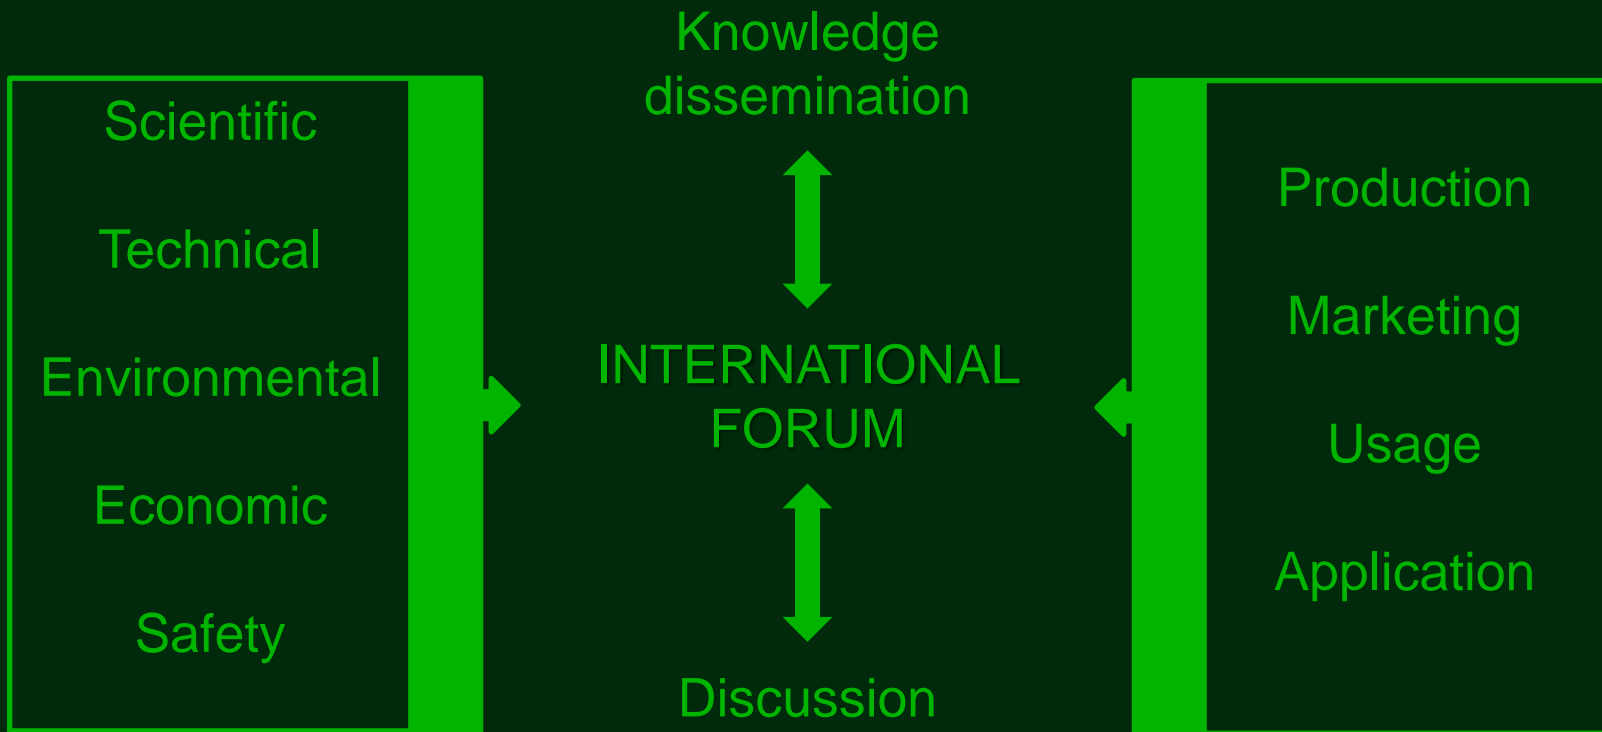 Scientific
Technical
Environmental
Economic
Safety
Knowledge
dissemination
INTERNATIONAL
FORUM
Discussion
Production
Marketing
Usage
Application